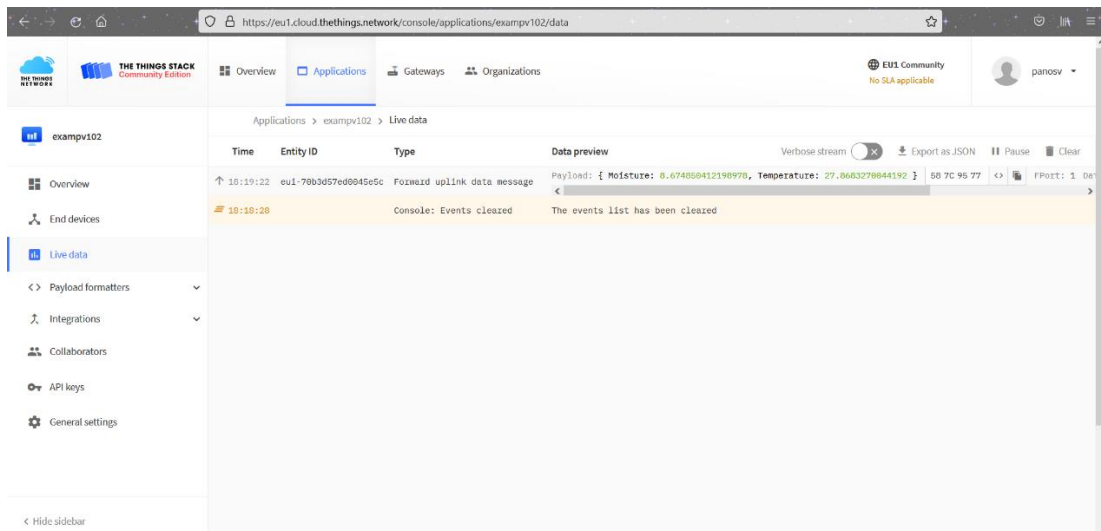 https://eu1.cloud.thethings.network/console/applications/exampv102/data
THE THINGS NETWORK
THE THINGS STACK
Community Edition
Overview Applications Gateways Organizations
EU1 Community
No SLA applicable
panosv
exampv102
Applications > exampv102 > Live data
Time Entity ID Type Data preview Verbose stream Export as JSON Pause Clear
18:19:22 eui-70b3d57ed0045e5c Forward uplink data message Payload: { Moisture: 8.674850412198978, Temperature: 27.8683270844192 } 58 7C 95 77 <> FPort: 1
18:18:28 Console: Events cleared The events list has been cleared
Overview
End devices
Live data
<> Payload formatters
Integrations
Collaborators
API keys
General settings
< Hide sidebar